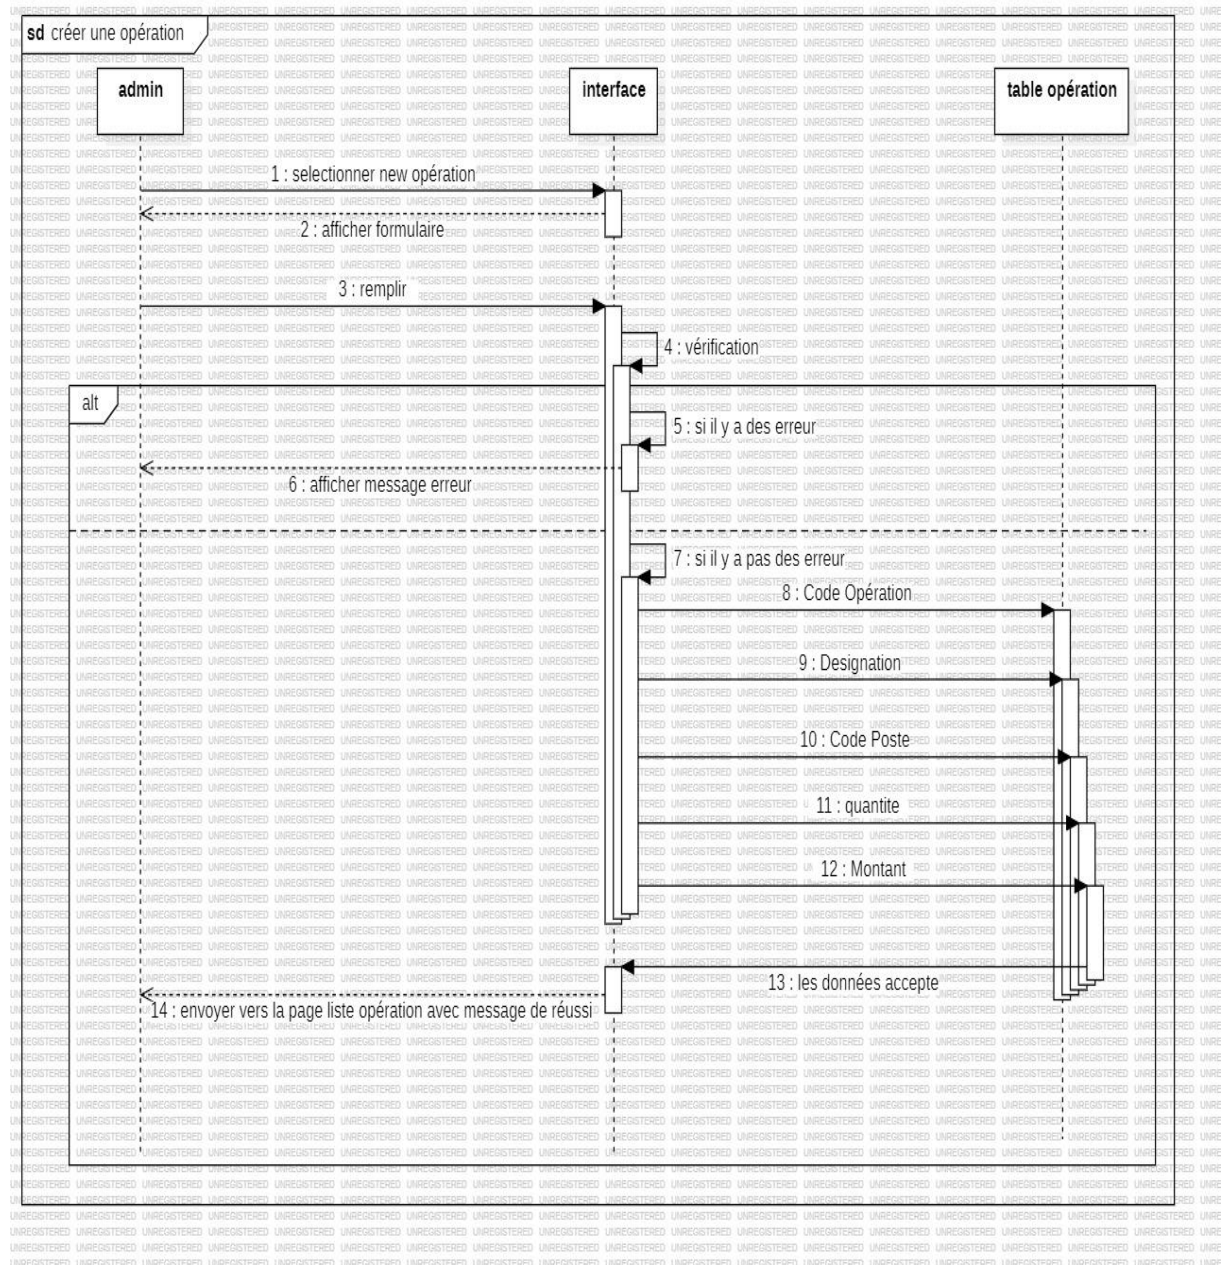 sd créer une opération
admin
interface
table opération
1 : selectionner new opération
2 : afficher formulaire
3 : remplir
4 : vérification
alt
5 : si il y a des erreur
6 : afficher message erreur
7 : si il y a pas des erreur
8 : Code Opération
9 : Designation
10 : Code Poste
11 : quantite
12 : Montant
13 : les données accepte
14 : envoyer vers la page liste opération avec message de réussi
UNREGISTERED